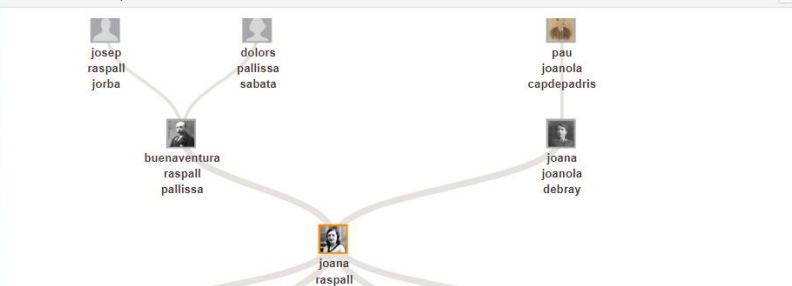 josep
raspall
jorba
dolors
pallissa
sabata
pau
joanola
capdepadris
buenaventura
raspall
pallissa
joana
joanola
debray
joana
raspall